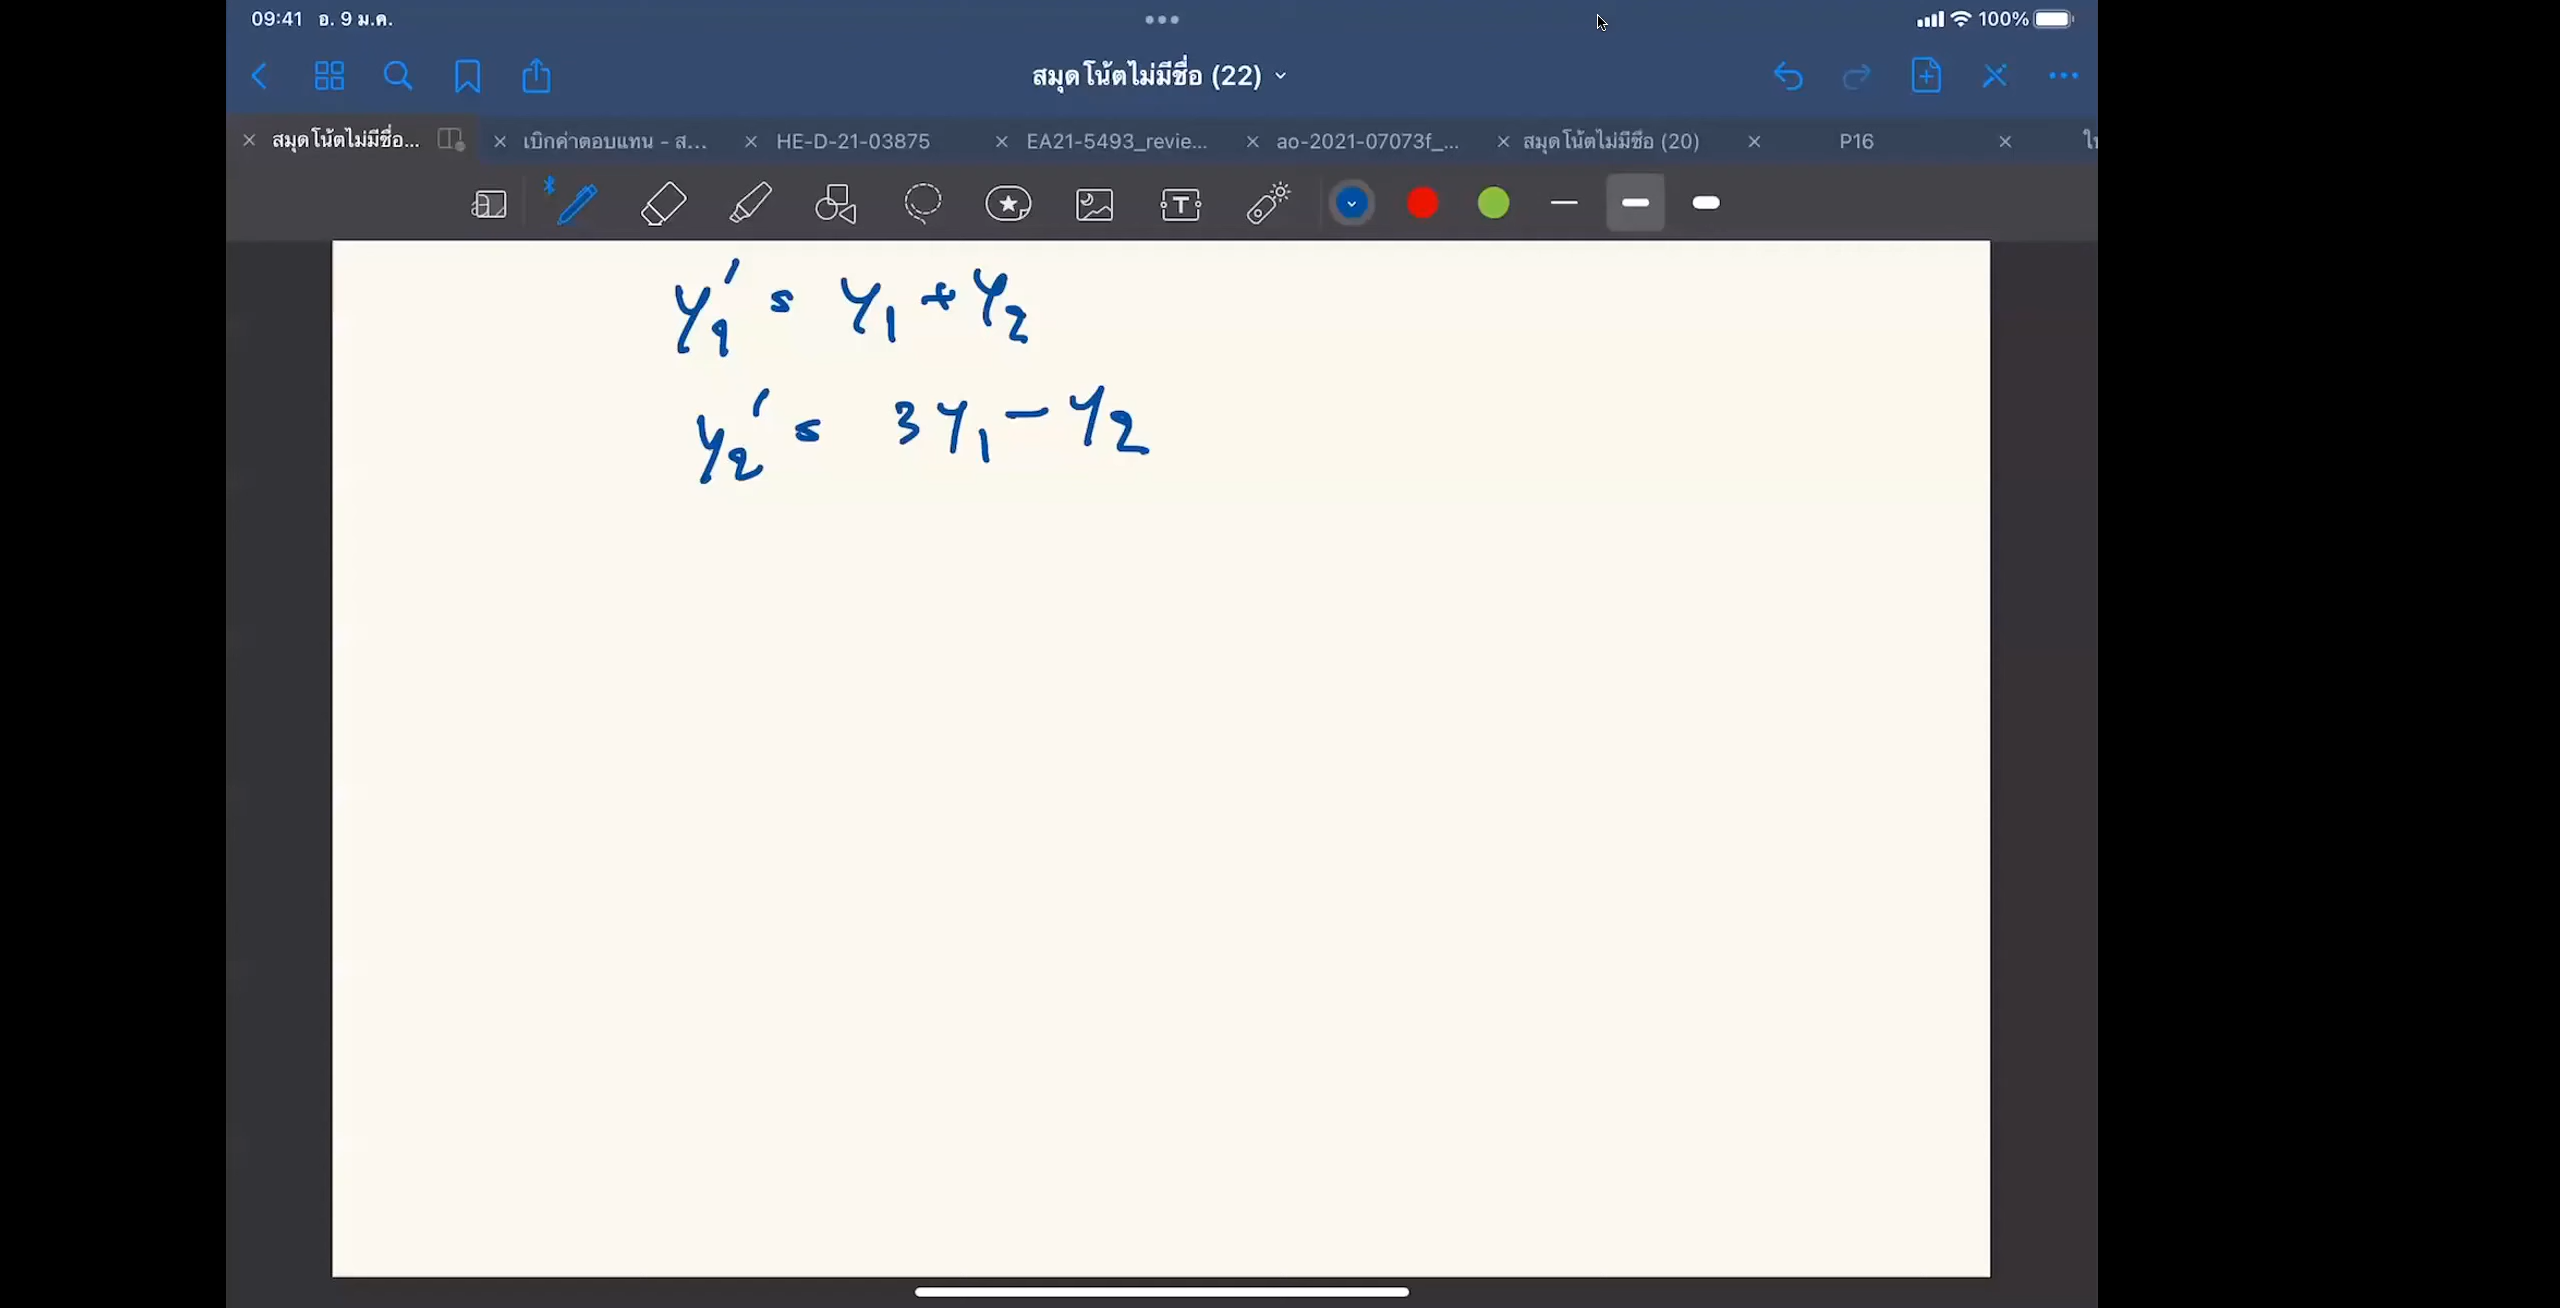 09:41 อ. 9 ม.ค. 100%
สมุดโน้ตไม่มีชื่อ (22)
สมุดโน้ตไม่มีชื่อ... เบิกค่าตอบแทน - ส... HE-D-21-03875 EA21-5493_revie... ao-2021-07073f_... สมุดโน้ตไม่มีชื่อ (20) P16
y₁' = y₁ + y₂
y₂' = 3y₁ - y₂